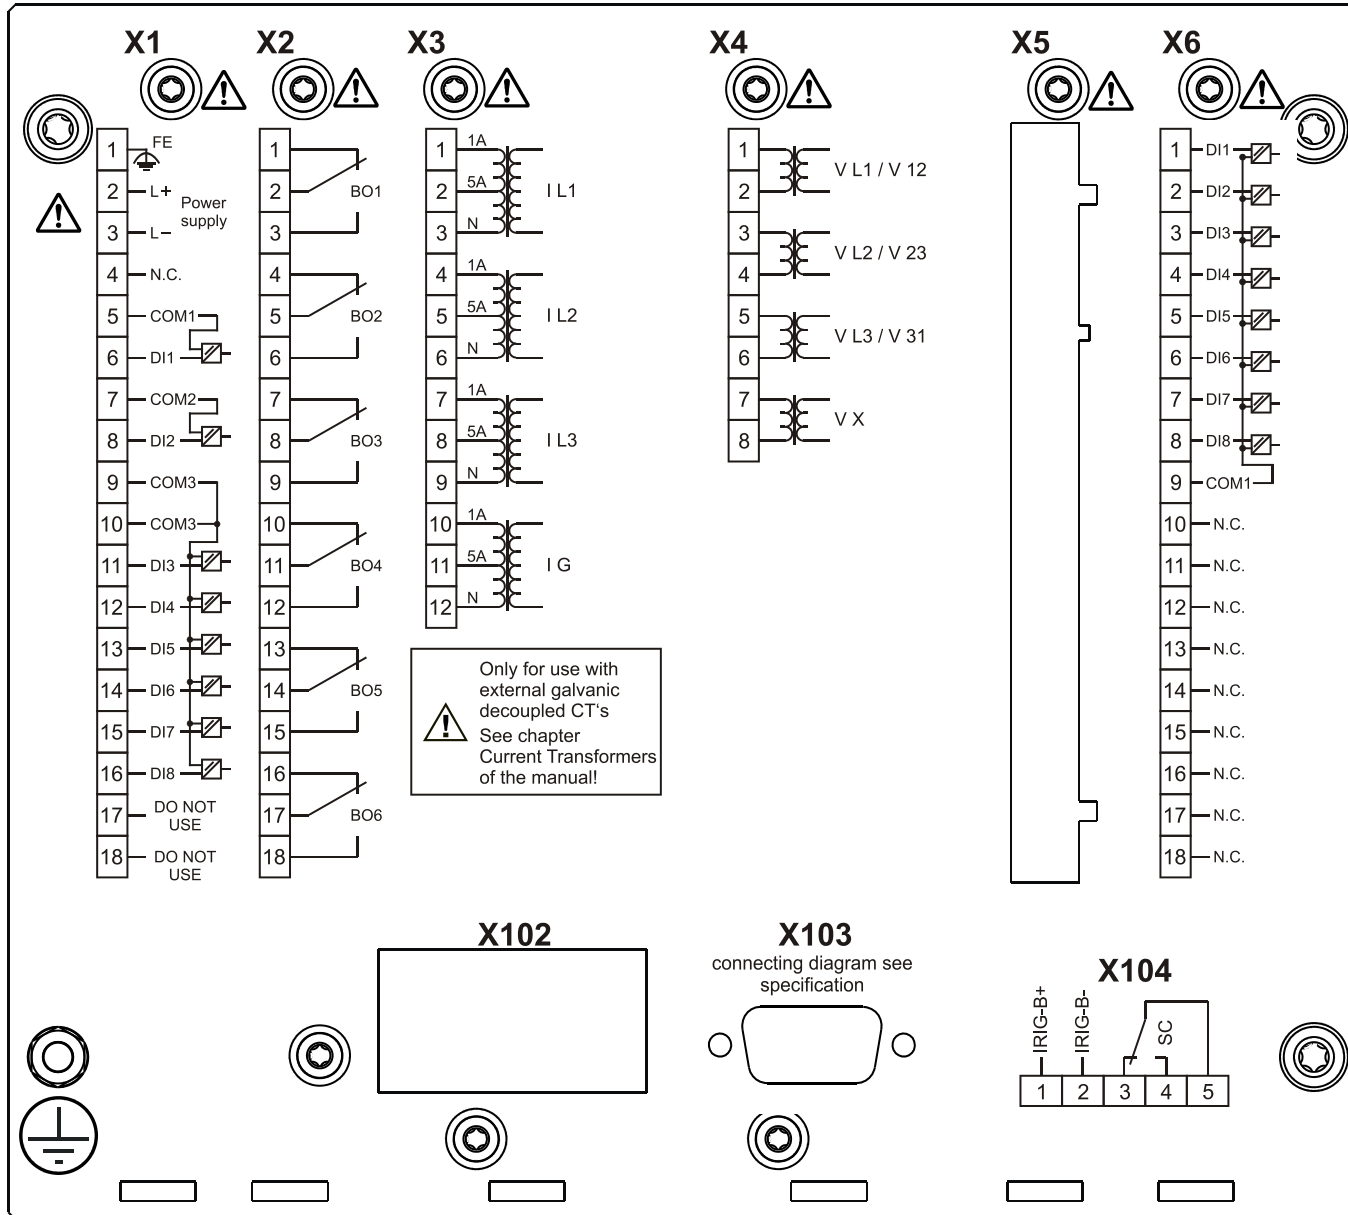 X1
X2
X3
X4
X5
X6
1 FE
2 L+
Power
supply
3 L–
4 N.C.
5 COM1
6 DI1
7 COM2
8 DI2
9 COM3
10 COM3
11 DI3
12 DI4
13 DI5
14 DI6
15 DI7
16 DI8
17 DO NOT
USE
18 DO NOT
USE
1
2 BO1
3
4
5 BO2
6
7
8 BO3
9
10
11 BO4
12
13
14 BO5
15
16
17 BO6
18
1 1A
2 5A I L1
3 N
4 1A
5 5A I L2
6 N
7 1A
8 5A I L3
9 N
10 1A
11 5A I G
12 N
Only for use with
external galvanic
decoupled CT‘s
See chapter
Current Transformers
of the manual!
1
V L1 / V 12
2
3
V L2 / V 23
4
5
V L3 / V 31
6
7
V X
8
1 DI1
2 DI2
3 DI3
4 DI4
5 DI5
6 DI6
7 DI7
8 DI8
9 COM1
10 N.C.
11 N.C.
12 N.C.
13 N.C.
14 N.C.
15 N.C.
16 N.C.
17 N.C.
18 N.C.
X102
X103
connecting diagram see
specification
X104
IRIG-B+
IRIG-B-
SC
1 2 3 4 5